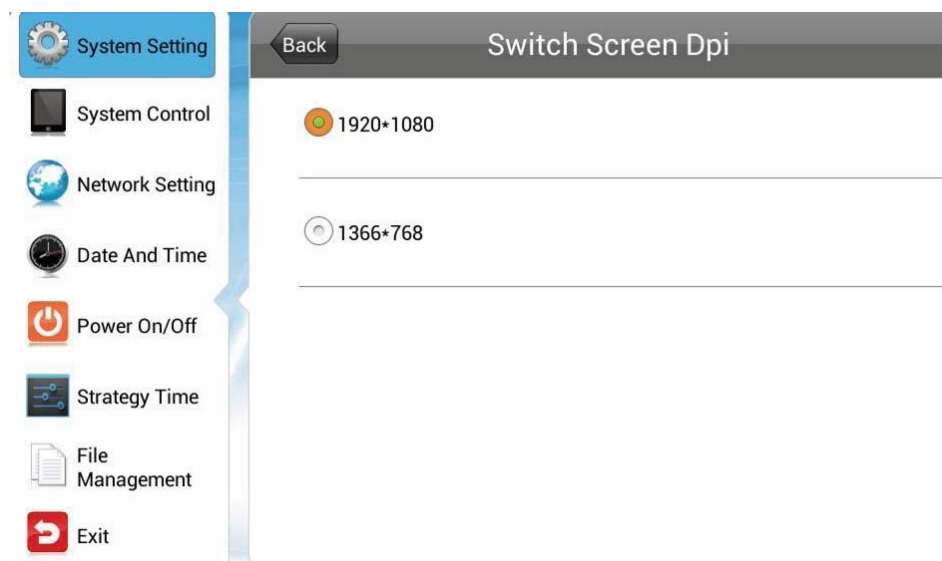 System Setting
System Control
Network Setting
Date And Time
Power On/Off
Strategy Time
File
Management
Exit
Back
Switch Screen Dpi
1920*1080
1366*768